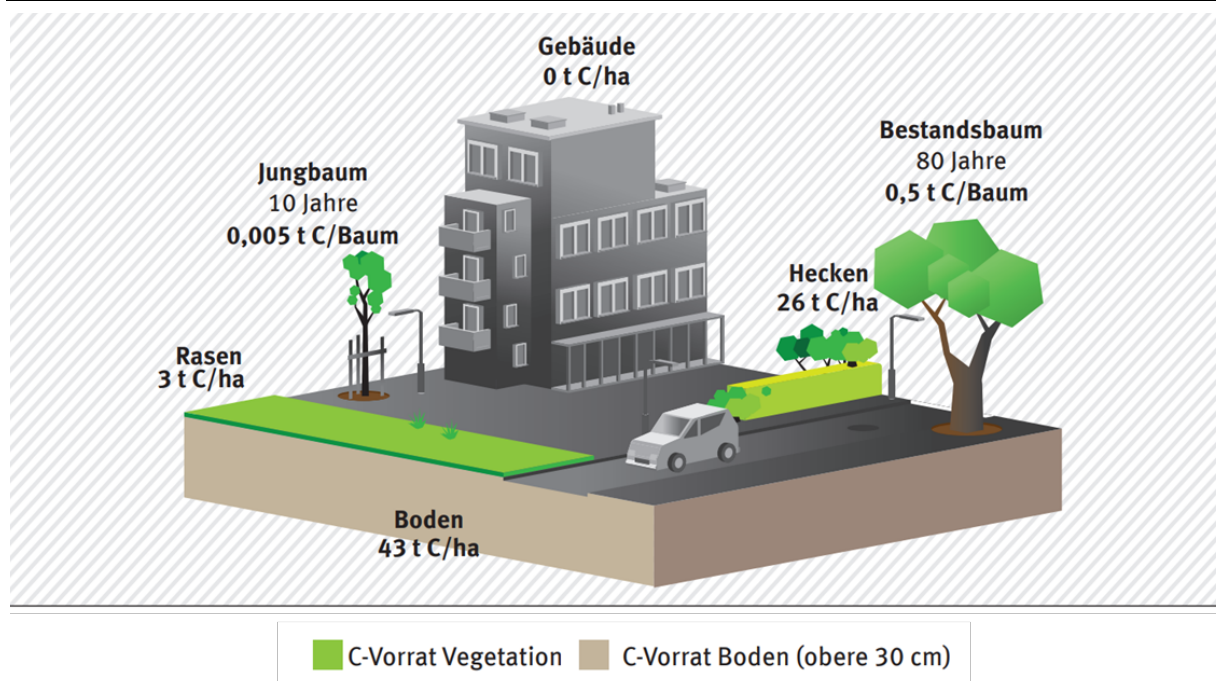 Gebäude
0 t C/ha
Bestandsbaum
80 Jahre
0,5 t C/Baum
Jungbaum
10 Jahre
0,005 t C/Baum
Hecken
26 t C/ha
Rasen
3 t C/ha
Boden
43 t C/ha
C-Vorrat Vegetation
C-Vorrat Boden (obere 30 cm)